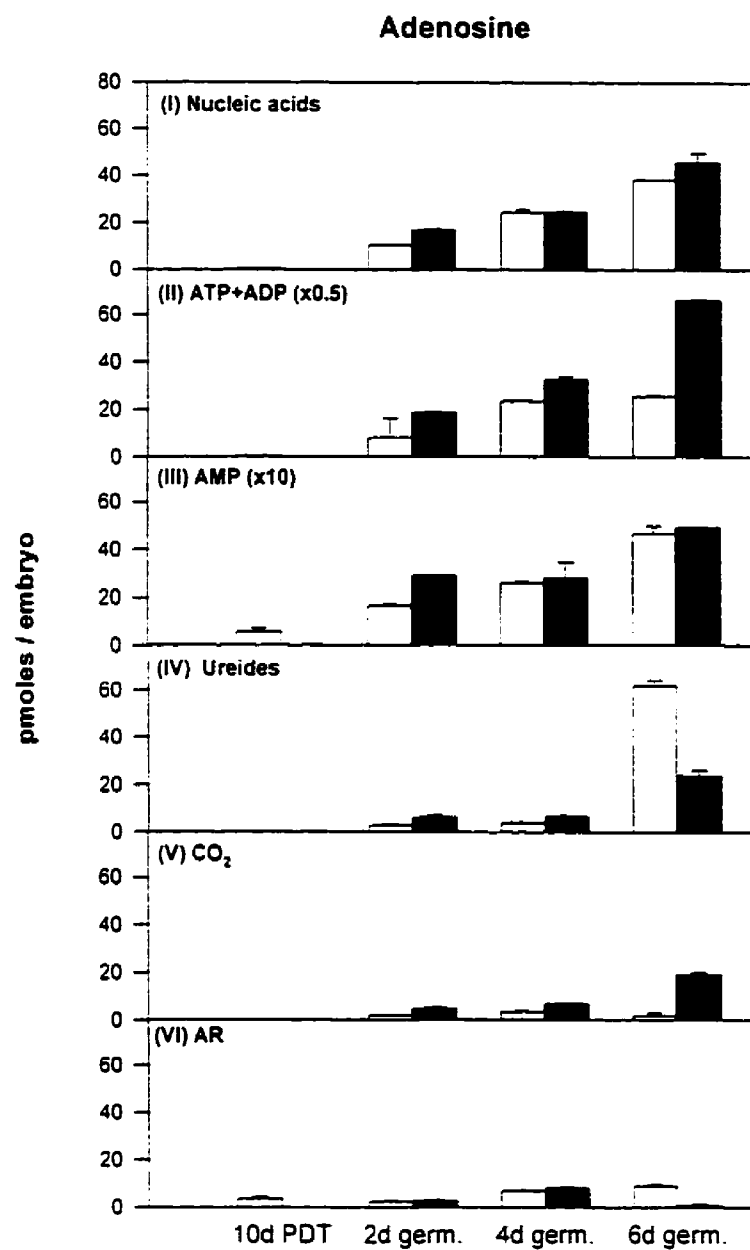 Adenosine
80
(I) Nucleic acids
60
40
20
0
(II) ATP+ADP (x0.5)
60
40
20
0
(III) AMP (x10)
60
40
20
0
(IV) Ureides
60
40
20
0
(V) CO₂
60
40
20
0
(VI) AR
60
40
20
0
pmoles / embryo
10d PDT 2d germ. 4d germ. 6d germ.